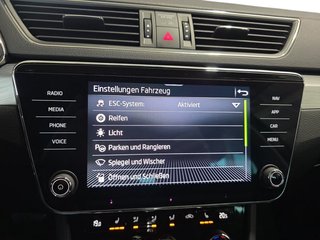 Einstellungen Fahrzeug
RADIO
MEDIA
PHONE
VOICE
ESC-System: Aktiviert
Reifen
Licht
Parken und Rangieren
Spiegel und Wischer
Öffnen und Schließen
NAV
APP
CAR
MENU